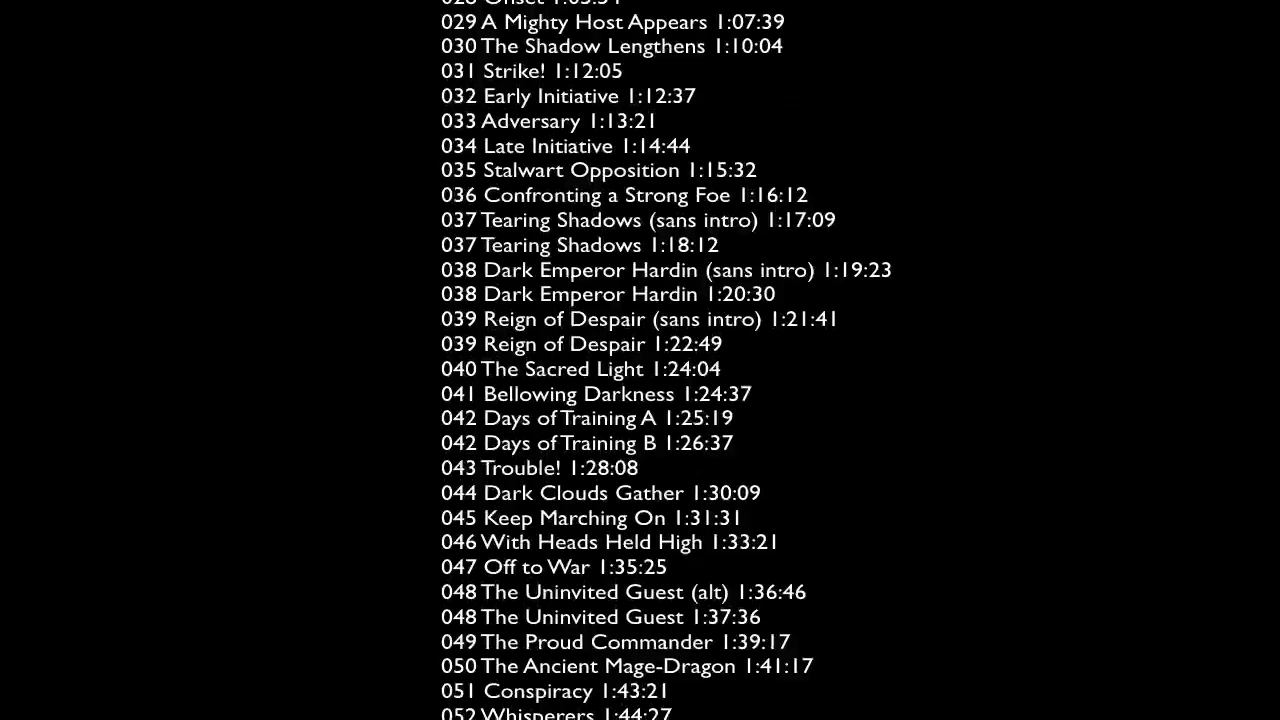 029 A Mighty Host Appears 1:07:39
030 The Shadow Lengthens 1:10:04
031 Strike! 1:12:05
032 Early Initiative 1:12:37
033 Adversary 1:13:21
034 Late Initiative 1:14:44
035 Stalwart Opposition 1:15:32
036 Confronting a Strong Foe 1:16:12
037 Tearing Shadows (sans intro) 1:17:09
037 Tearing Shadows 1:18:12
038 Dark Emperor Hardin (sans intro) 1:19:23
038 Dark Emperor Hardin 1:20:30
039 Reign of Despair (sans intro) 1:21:41
039 Reign of Despair 1:22:49
040 The Sacred Light 1:24:04
041 Bellowing Darkness 1:24:37
042 Days of Training A 1:25:19
042 Days of Training B 1:26:37
043 Trouble! 1:28:08
044 Dark Clouds Gather 1:30:09
045 Keep Marching On 1:31:31
046 With Heads Held High 1:33:21
047 Off to War 1:35:25
048 The Uninvited Guest (alt) 1:36:46
048 The Uninvited Guest 1:37:36
049 The Proud Commander 1:39:17
050 The Ancient Mage-Dragon 1:41:17
051 Conspiracy 1:43:21
052 Whisperers 1:44:27